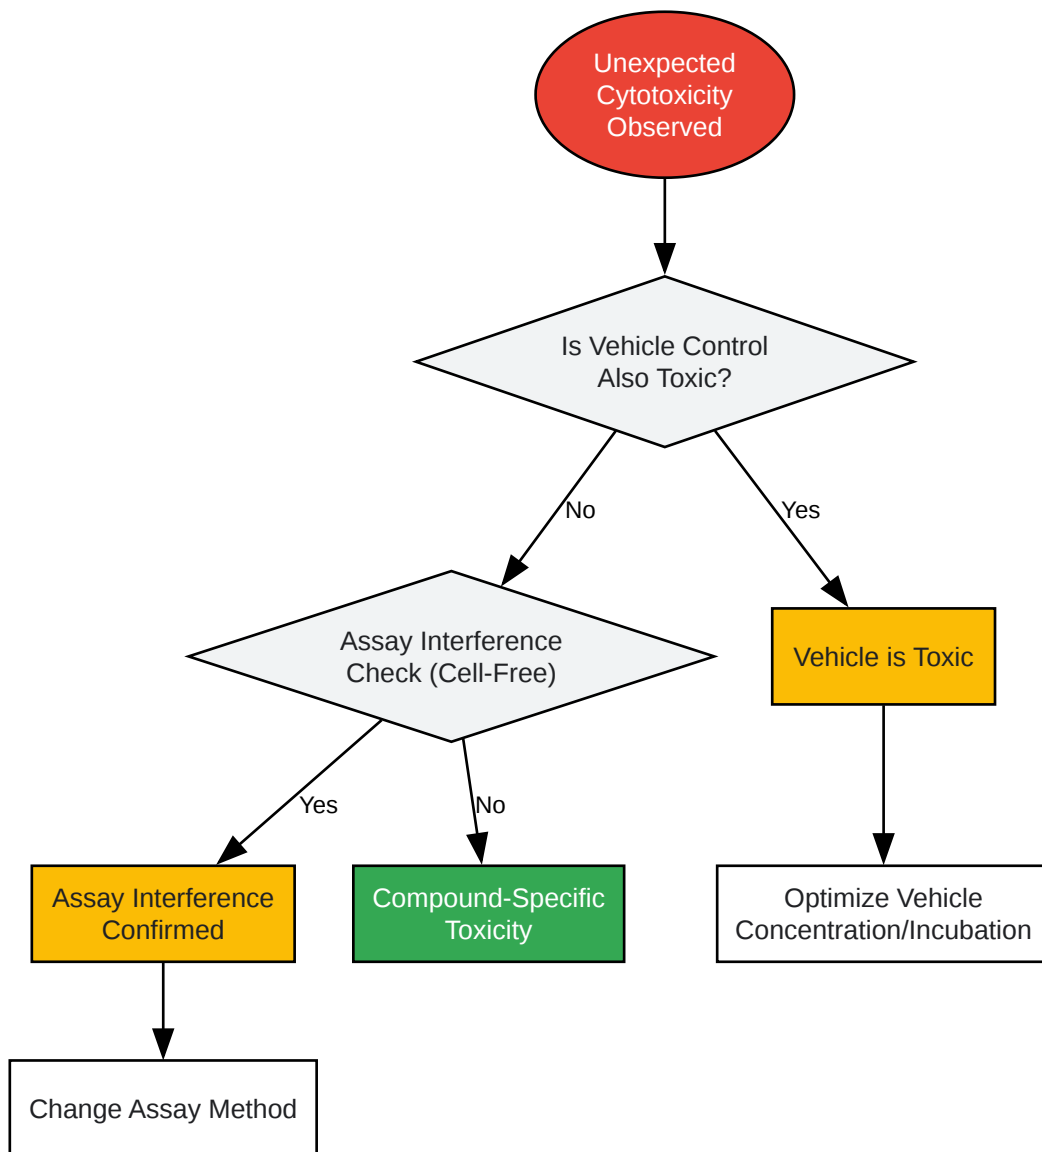 Unexpected
Cytotoxicity
Observed
Is Vehicle Control
Also Toxic?
No
Yes
Assay Interference
Check (Cell-Free)
Vehicle is Toxic
Yes
No
Assay Interference
Confirmed
Compound-Specific
Toxicity
Optimize Vehicle
Concentration/Incubation
Change Assay Method